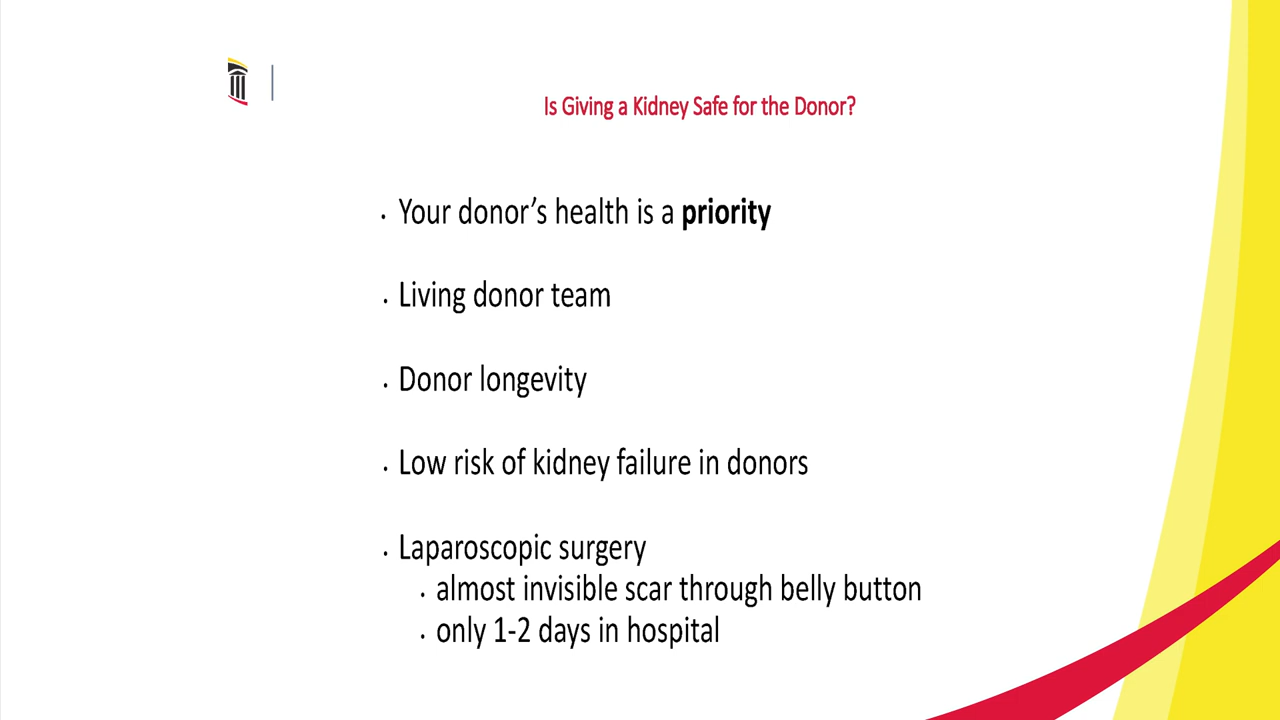 Is Giving a Kidney Safe for the Donor?
• Your donor’s health is a priority
• Living donor team
• Donor longevity
• Low risk of kidney failure in donors
• Laparoscopic surgery
• almost invisible scar through belly button
• only 1-2 days in hospital